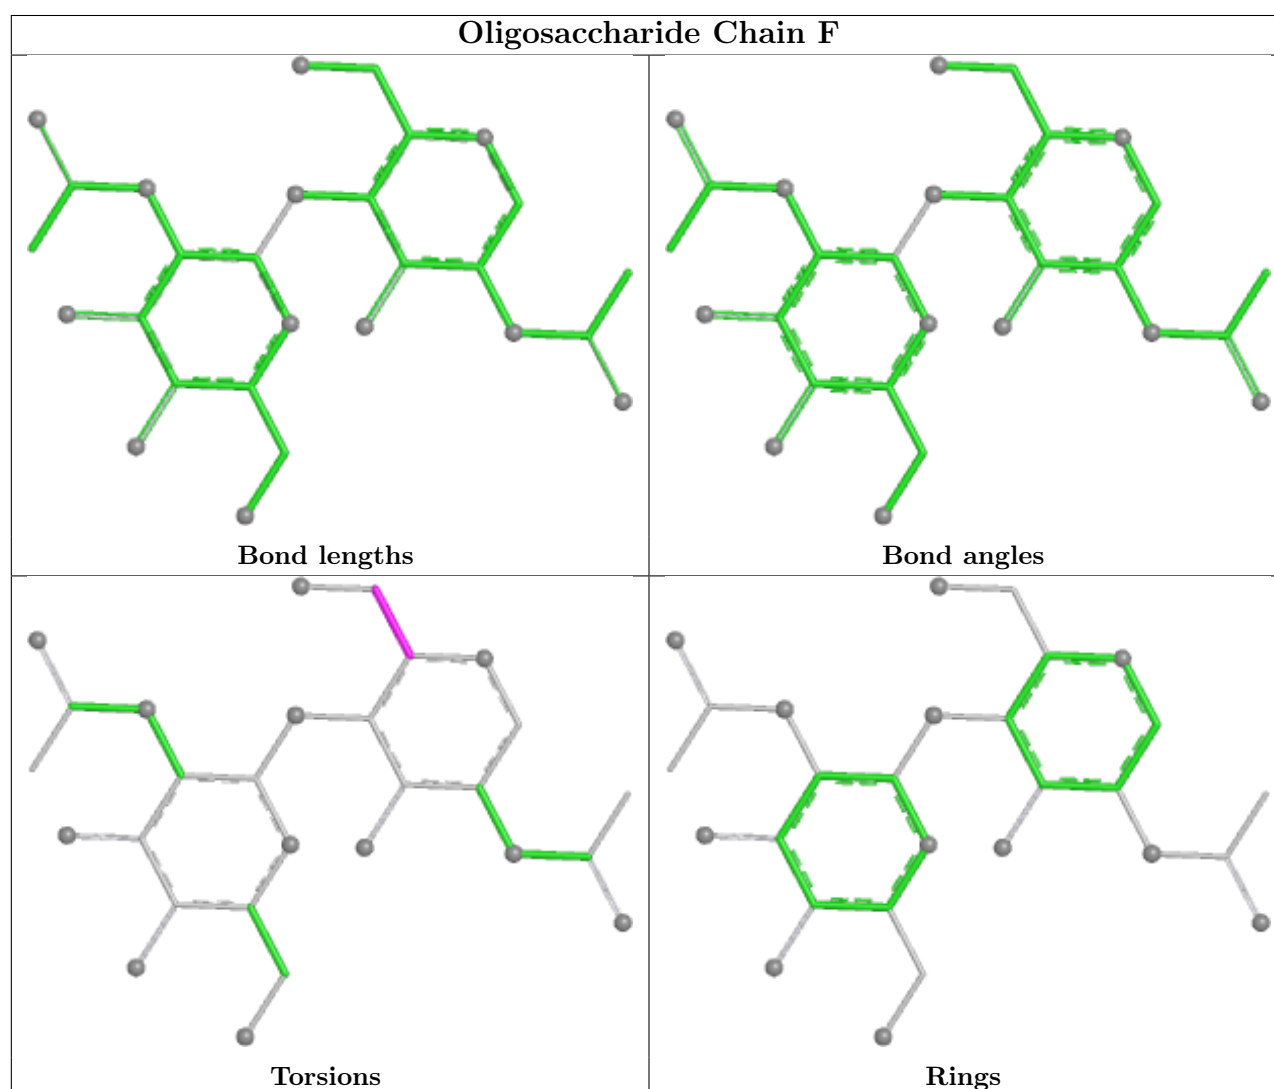 Oligosaccharide Chain F
Bond lengths
Bond angles
Torsions
Rings